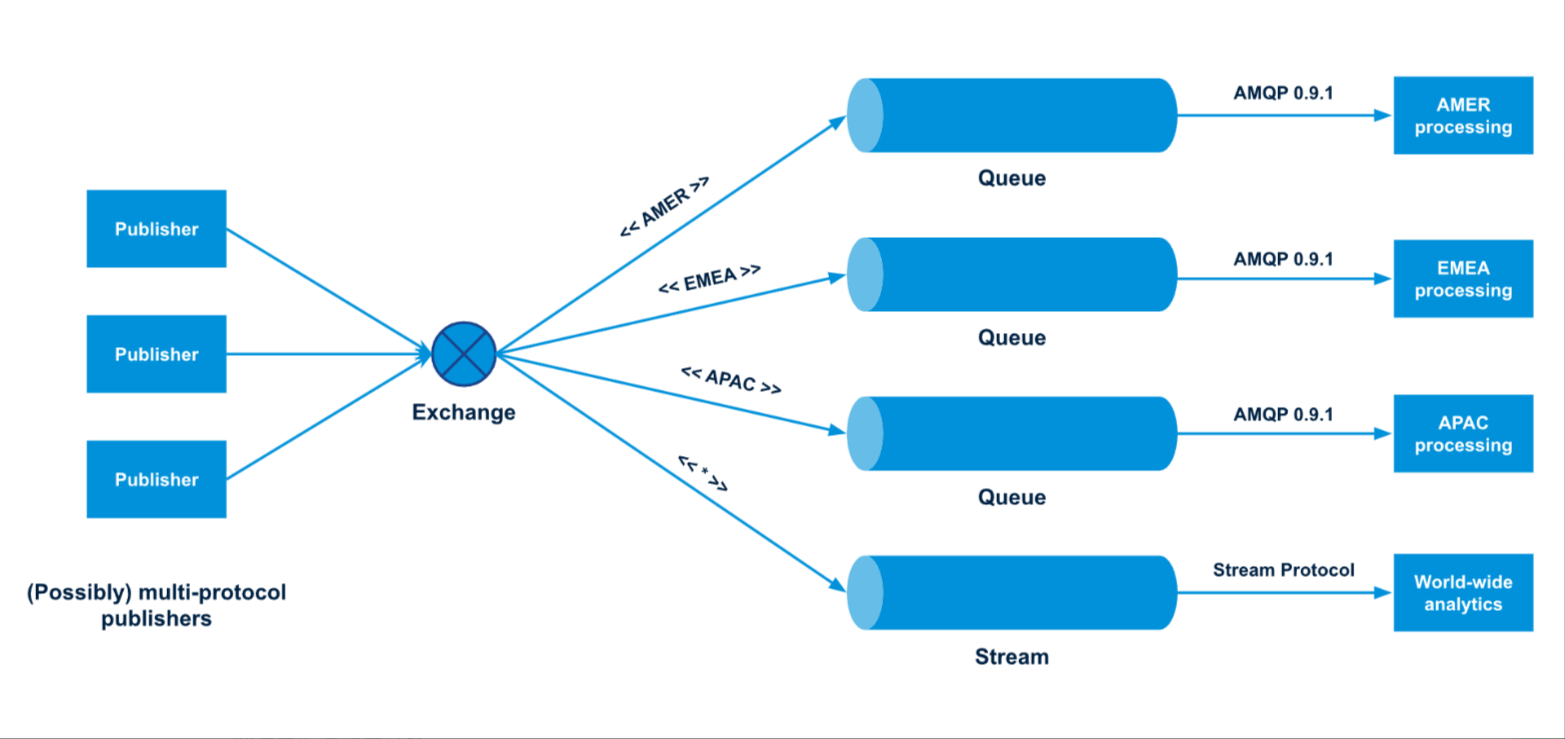 Publisher
Publisher
Publisher
(Possibly) multi-protocol
publishers
Exchange
<< AMER >>
<< EMEA >>
<< APAC >>
<< * >>
Queue
Queue
Queue
Stream
AMQP 0.9.1
AMQP 0.9.1
AMQP 0.9.1
Stream Protocol
AMER
processing
EMEA
processing
APAC
processing
World-wide
analytics